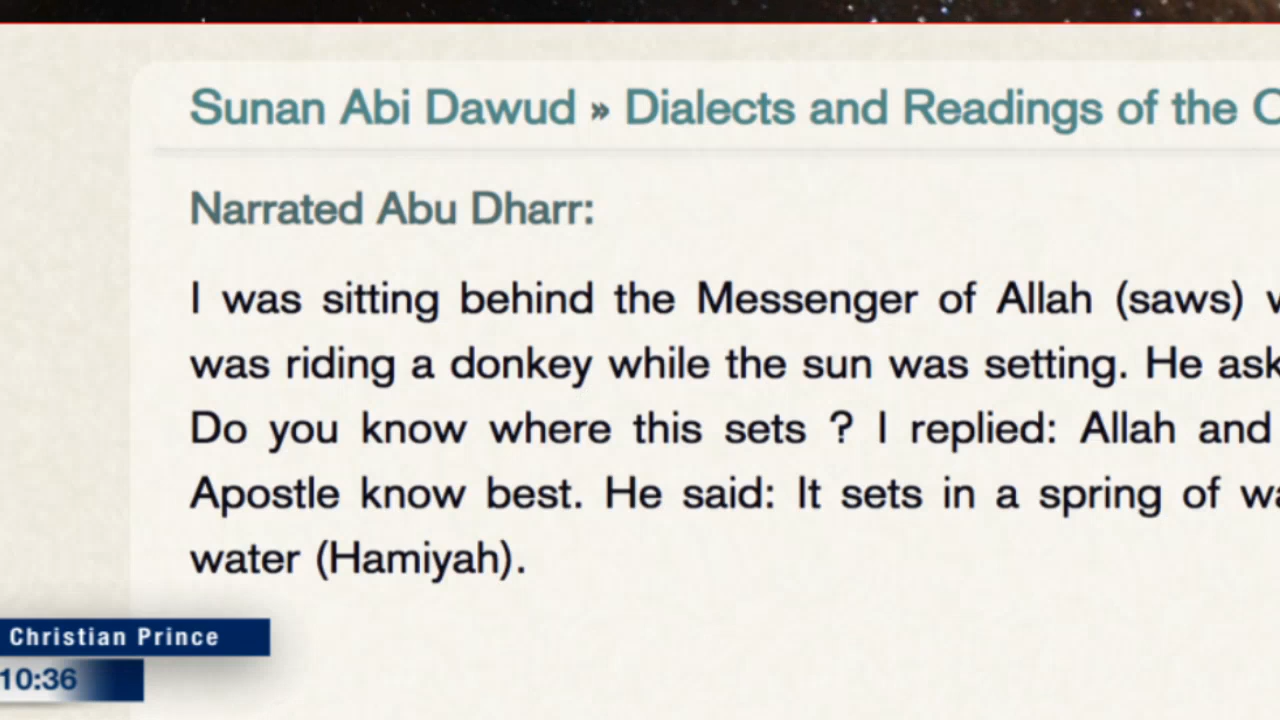 Sunan Abi Dawud » Dialects and Readings of the
Narrated Abu Dharr:
I was sitting behind the Messenger of Allah (saws)
was riding a donkey while the sun was setting. He
Do you know where this sets ? I replied: Allah and
Apostle know best. He said: It sets in a spring of
water (Hamiyah).
Christian Prince
10:36